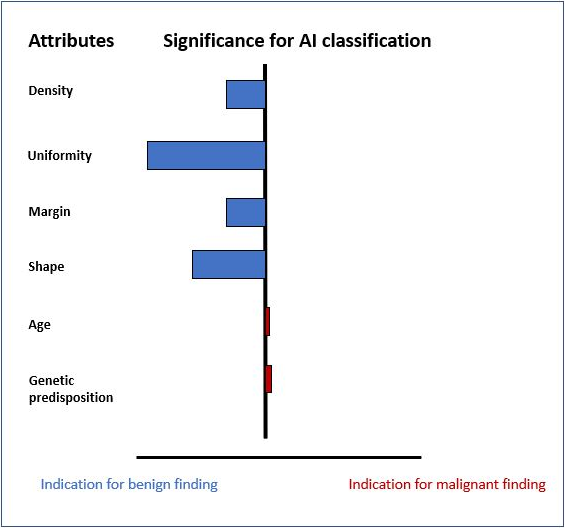 Attributes
Significance for AI classification
Density
Uniformity
Margin
Shape
Age
Genetic
predisposition
Indication for benign finding
Indication for malignant finding